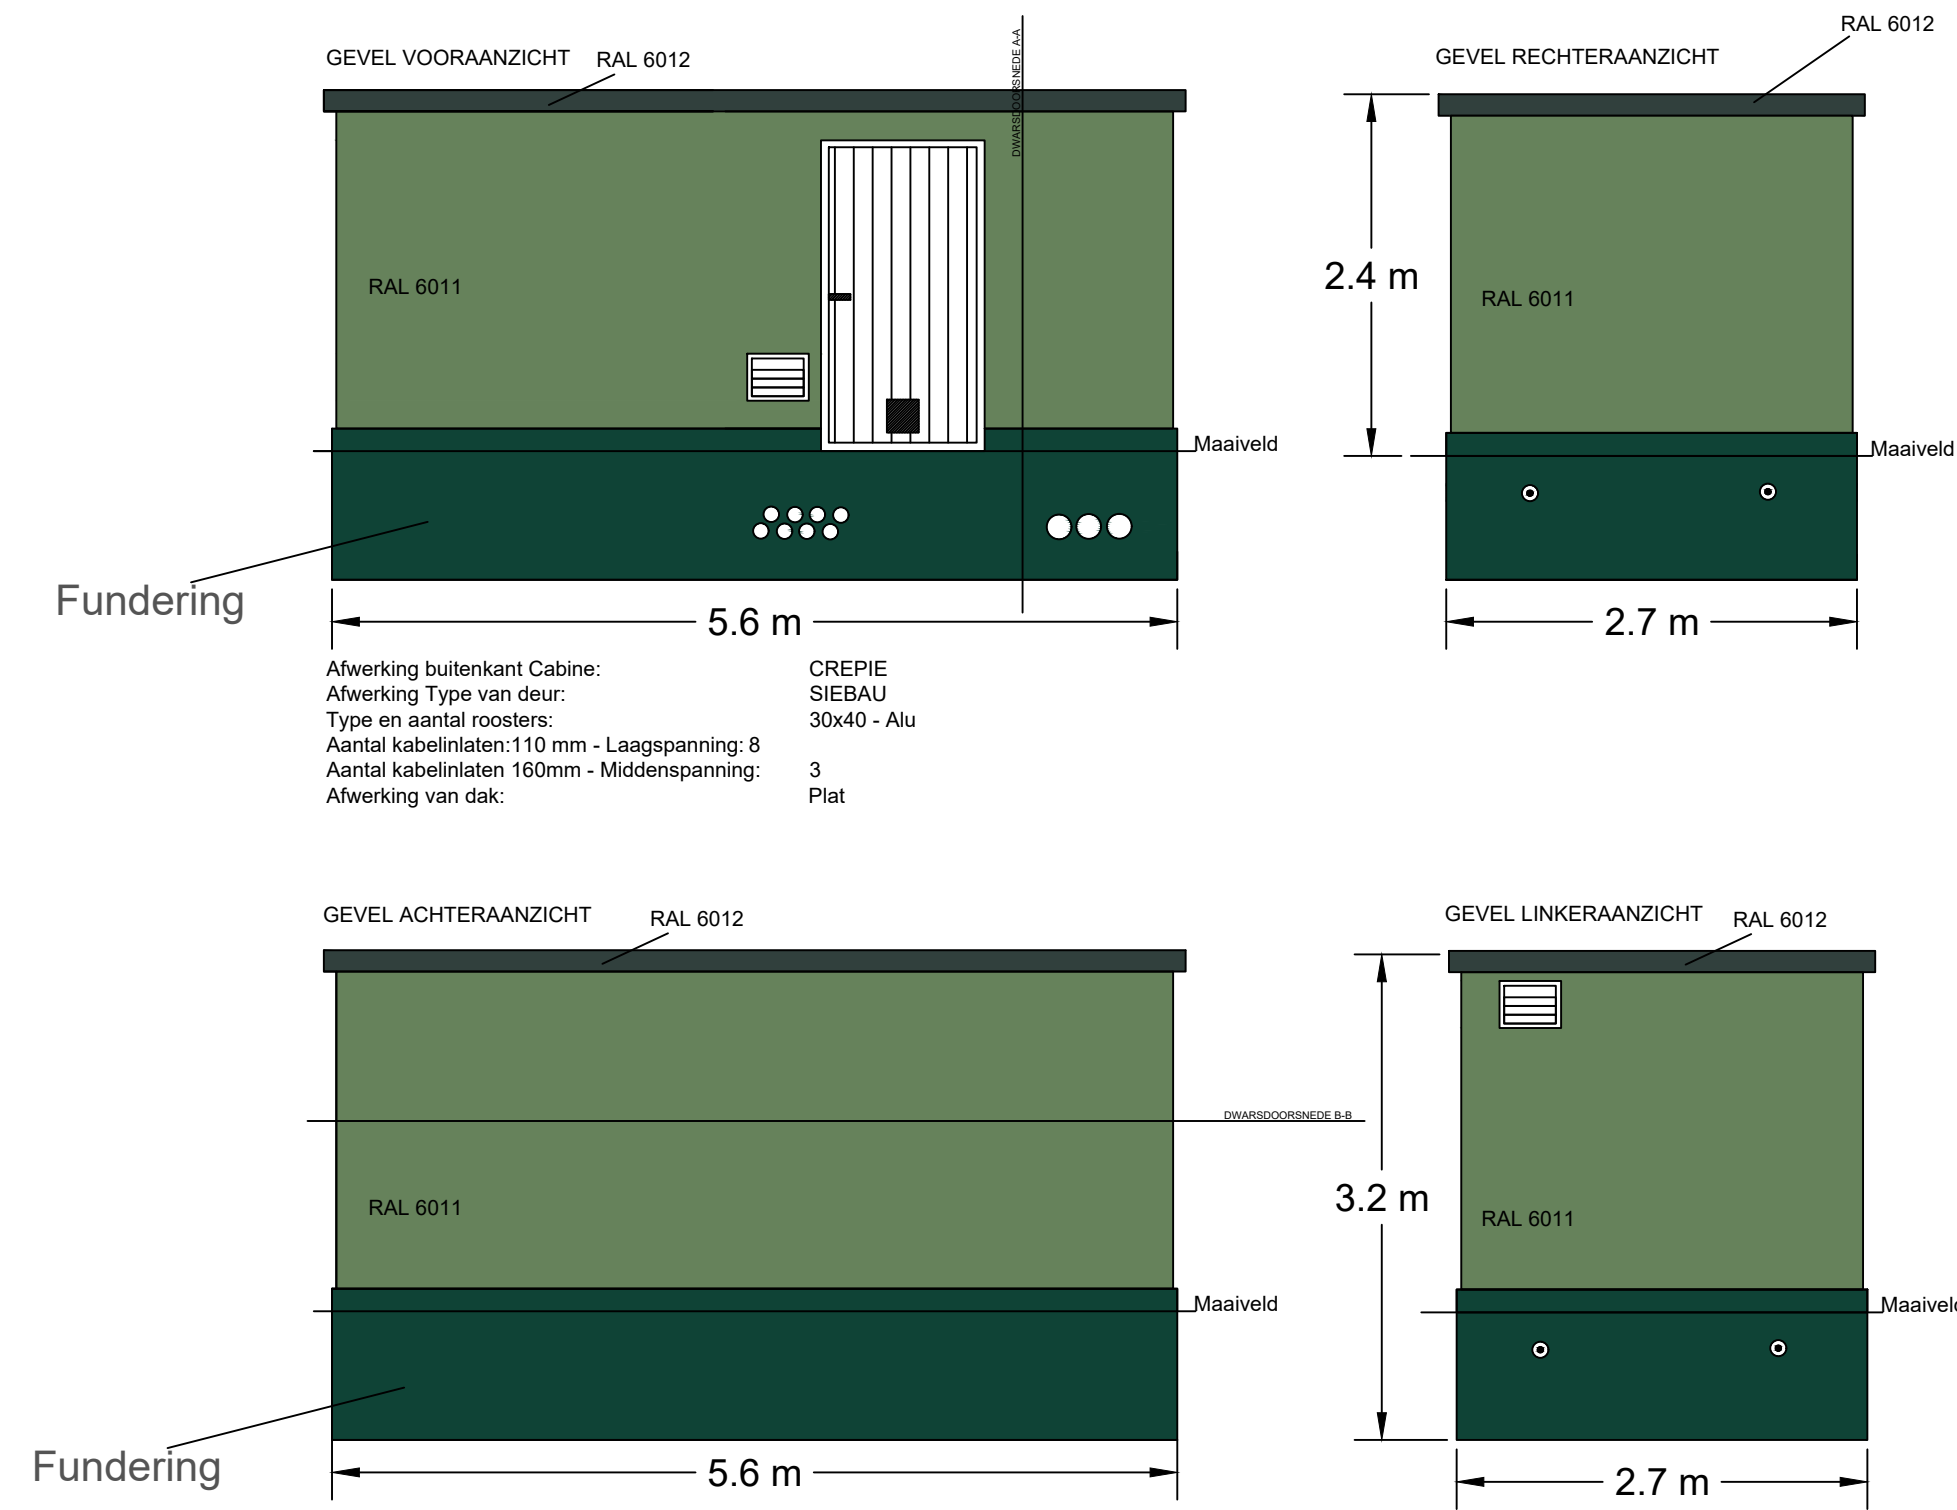 GEVEL VOORAANZICHT
RAL 6012
DWARSDOORSNEDE A-A
RAL 6011
Maaiveld
Fundering
5.6 m
GEVEL RECHTERAANZICHT
RAL 6012
2.4 m
RAL 6011
Maaiveld
2.7 m
Afwerking buitenkant Cabine: CREPIE
Afwerking Type van deur: SIEBAU
Type en aantal roosters: 30x40 - Alu
Aantal kabelinlaten:110 mm - Laagspanning: 8
Aantal kabelinlaten 160mm - Middenspanning: 3
Afwerking van dak: Plat
GEVEL ACHTERAANZICHT
RAL 6012
DWARSDOORSNEDE B-B
RAL 6011
Maaiveld
Fundering
5.6 m
GEVEL LINKERAANZICHT
RAL 6012
3.2 m
RAL 6011
Maaiveld
2.7 m